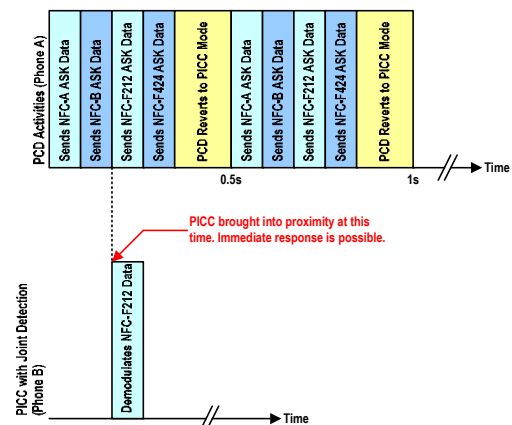 PCD Activities (Phone A)
Sends NFC-A ASK Data
Sends NFC-B ASK Data
Sends NFC-F212 ASK Data
Sends NFC-F424 ASK Data
PCD Reverts to PICC Mode
Sends NFC-A ASK Data
Sends NFC-B ASK Data
Sends NFC-F212 ASK Data
Sends NFC-F424 ASK Data
PCD Reverts to PICC Mode
Time
0.5s
1s
PICC brought into proximity at this
time. Immediate response is possible.
PICC with Joint Detection
(Phone B)
Demodulates NFC-F212 Data
Time